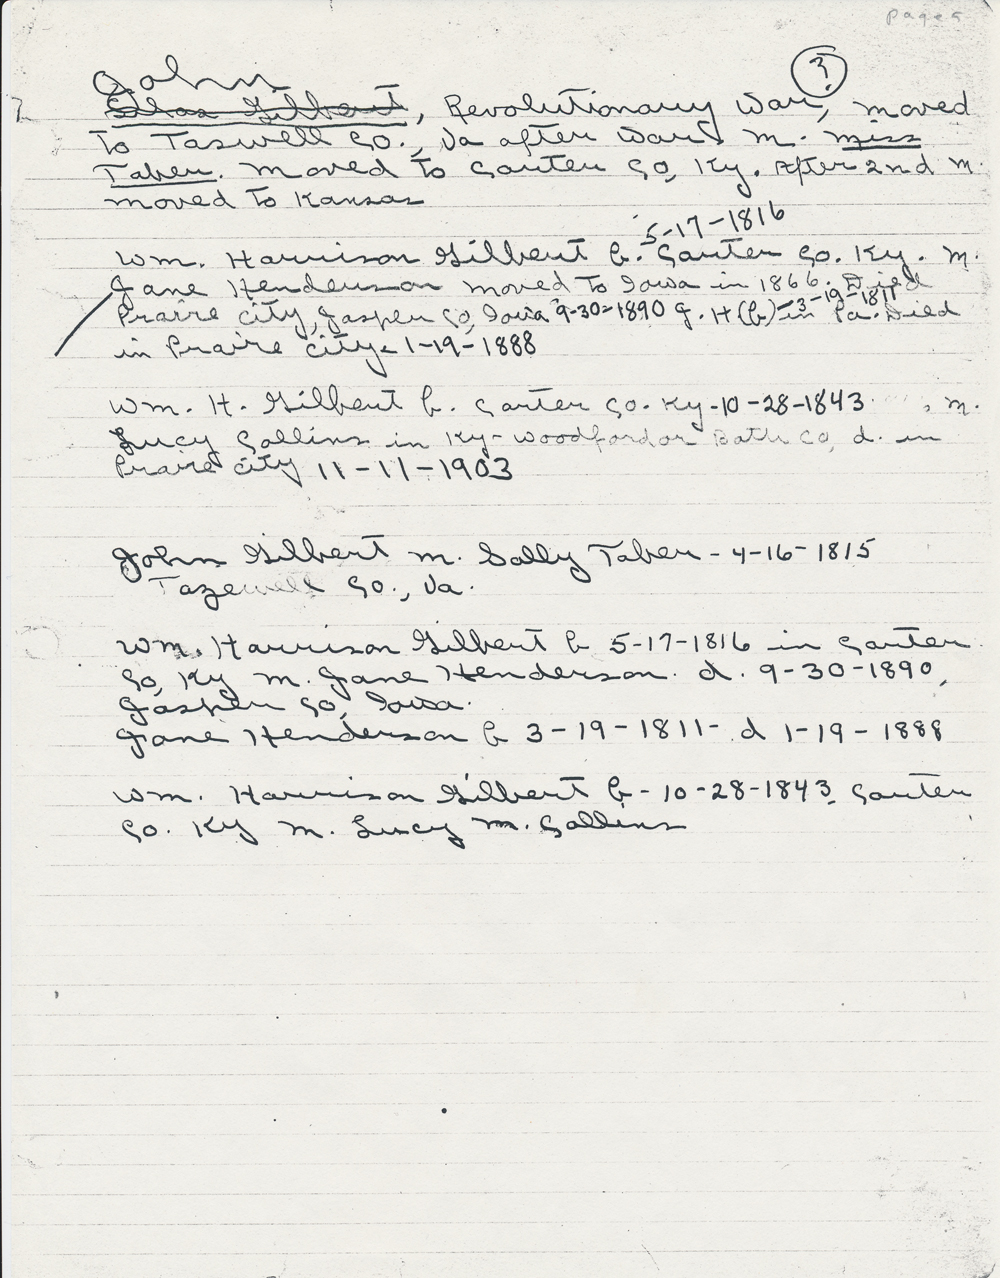 page 5
John ?
Silas Gilbert, Revolutionary War, moved
to Taswell Co., Va after War. m. Miss
Taber. Moved to Carter Co, Ky. After 2nd m.
moved to Kansas
5-17-1816
Wm. Harrison Gilbert b. Carter Co. Ky. m.
Jane Henderson moved to Iowa in 1866. Died
Prairie City, Jasper Co, Iowa 9-30-1890 J. H (b) 3-19-1811 in Pa. Died
in Prairie City 1-19-1888
Wm. H. Gilbert b. Carter Co. Ky-10-28-1843, m.
Lucy Collins in Ky- Woodford or Bath Co, d. in
Prairie City 11-11-1903
John Gilbert m. Sally Taber - 4-16-1815
Tazewell Co., Va.
Wm. Harrison Gilbert b 5-17-1816 in Carter
Co, Ky m. Jane Henderson. d. 9-30-1890,
Jasper Co, Iowa.
Jane Henderson b 3-19-1811- d 1-19-1888
Wm. Harrison Gilbert b-10-28-1843, Carter
Co. Ky m. Lucy M. Collins